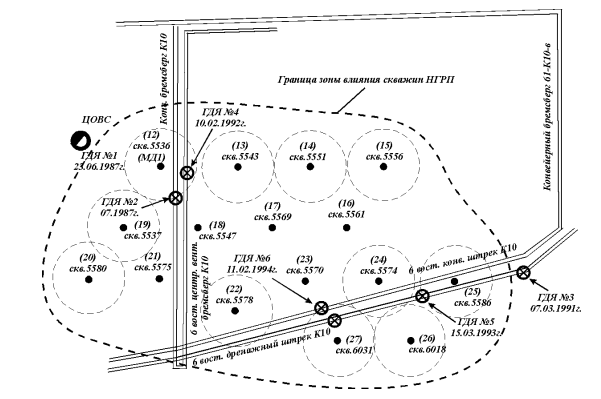 Граница зоны влияния скважин НГРП
Конв. бремсберг К10
Конвейерный бремсберг 61-К10-в
ЦОВС
ГДЯ №1
23.06.1987г.
(12)
скв.5536
(МД1)
ГДЯ №4
10.02.1992г.
(13)
скв.5543
(14)
скв.5551
(15)
скв.5556
ГДЯ №2
07.1987г.
(19)
скв.5537
(18)
скв.5547
(17)
скв.5569
(16)
скв.5561
(20)
скв.5580
(21)
скв.5575
6 вост. центр. вент.
бремсберг К10
ГДЯ №6
11.02.1994г.
(23)
скв.5570
(24)
скв.5574
6 вост. конв. штрек К10
(22)
скв.5578
(25)
скв.5586
ГДЯ №3
07.03.1991г.
ГДЯ №5
15.03.1993г.
6 вост. дренажный штрек К10
(27)
скв.6031
(26)
скв.6018